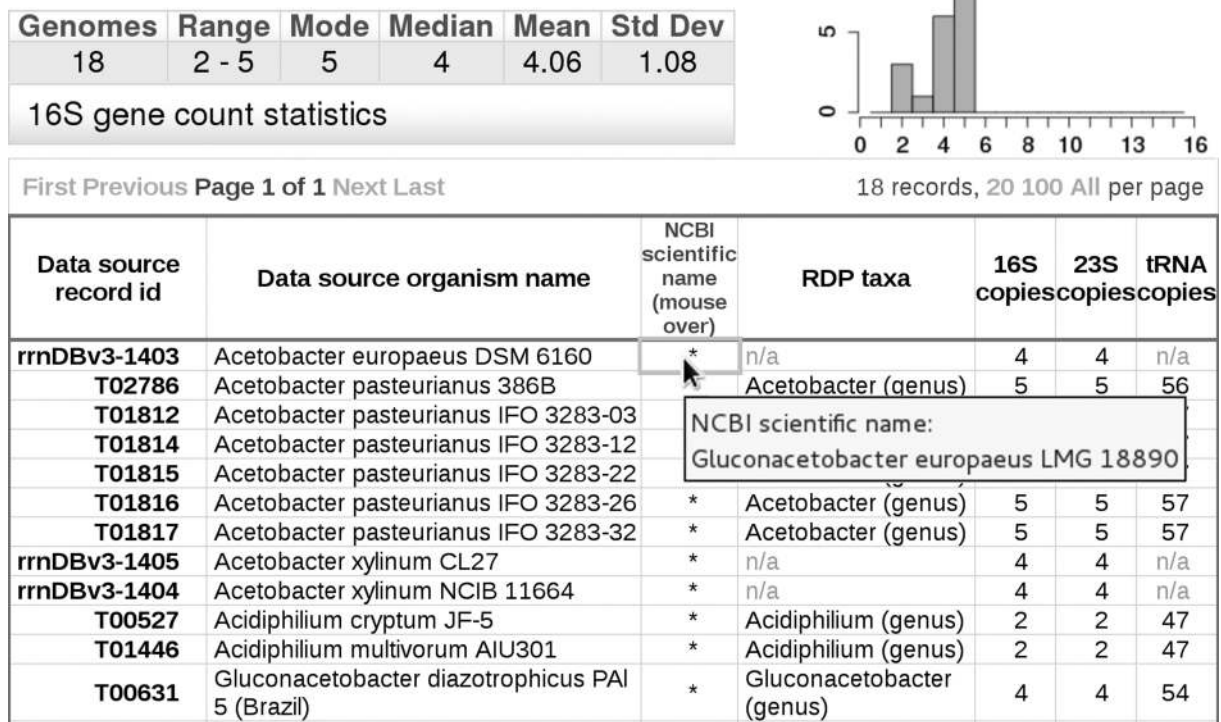 Genomes Range Mode Median Mean Std Dev
18 2 - 5 5 4 4.06 1.08
16S gene count statistics
5
0
0 2 4 6 8 10 13 16
First Previous Page 1 of 1 Next Last 18 records, 20 100 All per page
NCBI
scientific
name
(mouse
over)
Data source
record id
Data source organism name
RDP taxa
16S
copies
23S
copies
tRNA
copies
rrnDBv3-1403 Acetobacter europaeus DSM 6160 * n/a 4 4 n/a
T02786 Acetobacter pasteurianus 386B Acetobacter (genus) 5 5 56
T01812 Acetobacter pasteurianus IFO 3283-03
T01814 Acetobacter pasteurianus IFO 3283-12
T01815 Acetobacter pasteurianus IFO 3283-22
NCBI scientific name:
Gluconacetobacter europaeus LMG 18890
T01816 Acetobacter pasteurianus IFO 3283-26 * Acetobacter (genus) 5 5 57
T01817 Acetobacter pasteurianus IFO 3283-32 * Acetobacter (genus) 5 5 57
rrnDBv3-1405 Acetobacter xylinum CL27 * n/a 4 4 n/a
rrnDBv3-1404 Acetobacter xylinum NCIB 11664 * n/a 4 4 n/a
T00527 Acidiphilium cryptum JF-5 * Acidiphilium (genus) 2 2 47
T01446 Acidiphilium multivorum AIU301 * Acidiphilium (genus) 2 2 47
T00631 Gluconacetobacter diazotrophicus PAl
5 (Brazil) * Gluconacetobacter
(genus) 4 4 54